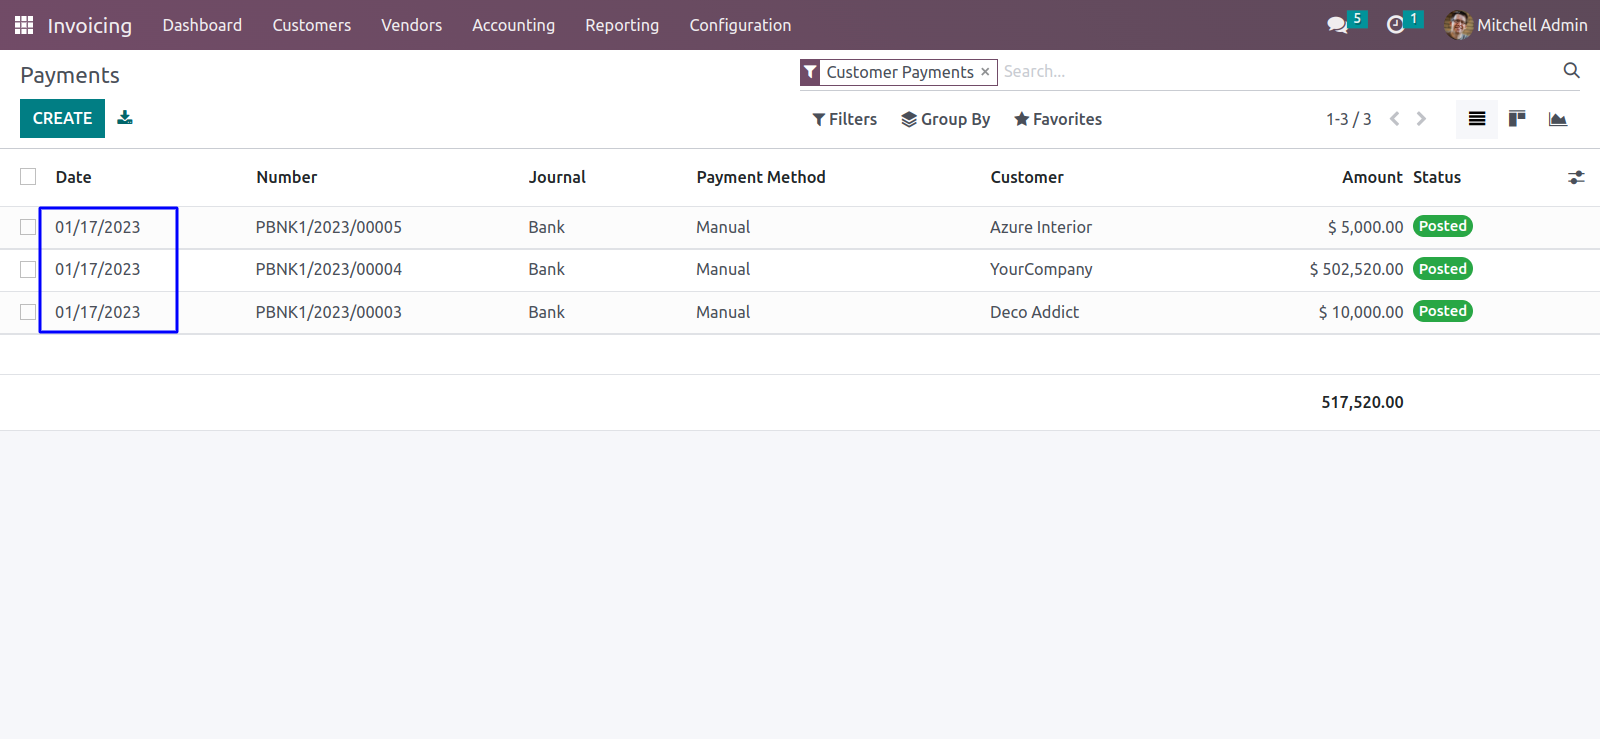 Invoicing Dashboard Customers Vendors Accounting Reporting Configuration 5 1 Mitchell Admin
Payments Customer Payments × Search...
CREATE Filters Group By Favorites 1-3 / 3
Date Number Journal Payment Method Customer Amount Status
01/17/2023 PBNK1/2023/00005 Bank Manual Azure Interior $ 5,000.00 Posted
01/17/2023 PBNK1/2023/00004 Bank Manual YourCompany $ 502,520.00 Posted
01/17/2023 PBNK1/2023/00003 Bank Manual Deco Addict $ 10,000.00 Posted
517,520.00